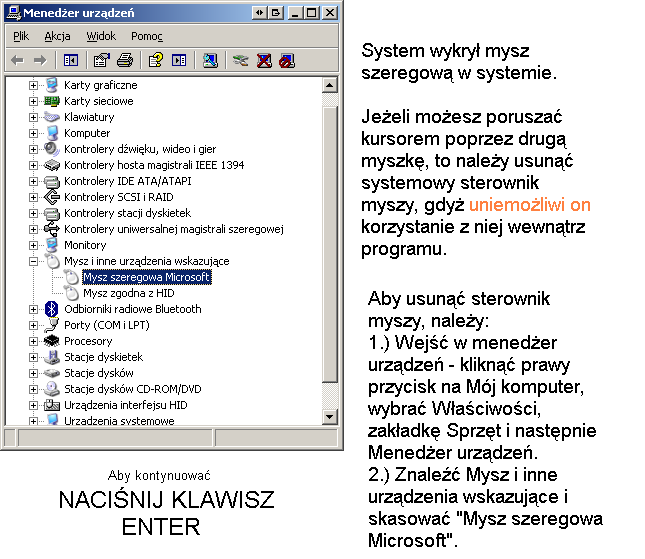 Menedżer urządzeń
Plik Akcja Widok Pomoc
Karty graficzne
Karty sieciowe
Klawiatury
Komputer
Kontrolery dźwięku, wideo i gier
Kontrolery hosta magistrali IEEE 1394
Kontrolery IDE ATA/ATAPI
Kontrolery SCSI i RAID
Kontrolery stacji dyskietek
Kontrolery uniwersalnej magistrali szeregowej
Monitory
Mysz i inne urządzenia wskazujące
Mysz szeregowa Microsoft
Mysz zgodna z HID
Odbiorniki radiowe Bluetooth
Porty (COM i LPT)
Procesory
Stacje dyskietek
Stacje dysków
Stacje dysków CD-ROM/DVD
Urządzenia interfejsu HID
Urządzenia systemowe
Aby kontynuować
NACIŚNIJ KLAWISZ
ENTER
System wykrył mysz
szeregową w systemie.
Jeżeli możesz poruszać
kursorem poprzez drugą
myszkę, to należy usunąć
systemowy sterownik
myszy, gdyż uniemożliwi on
korzystanie z niej wewnątrz
programu.
Aby usunąć sterownik
myszy, należy:
1.) Wejść w menedżer
urządzeń - kliknąć prawy
przycisk na Mój komputer,
wybrać Właściwości,
zakładkę Sprzęt i następnie
Menedżer urządzeń.
2.) Znaleźć Mysz i inne
urządzenia wskazujące i
skasować "Mysz szeregowa
Microsoft".